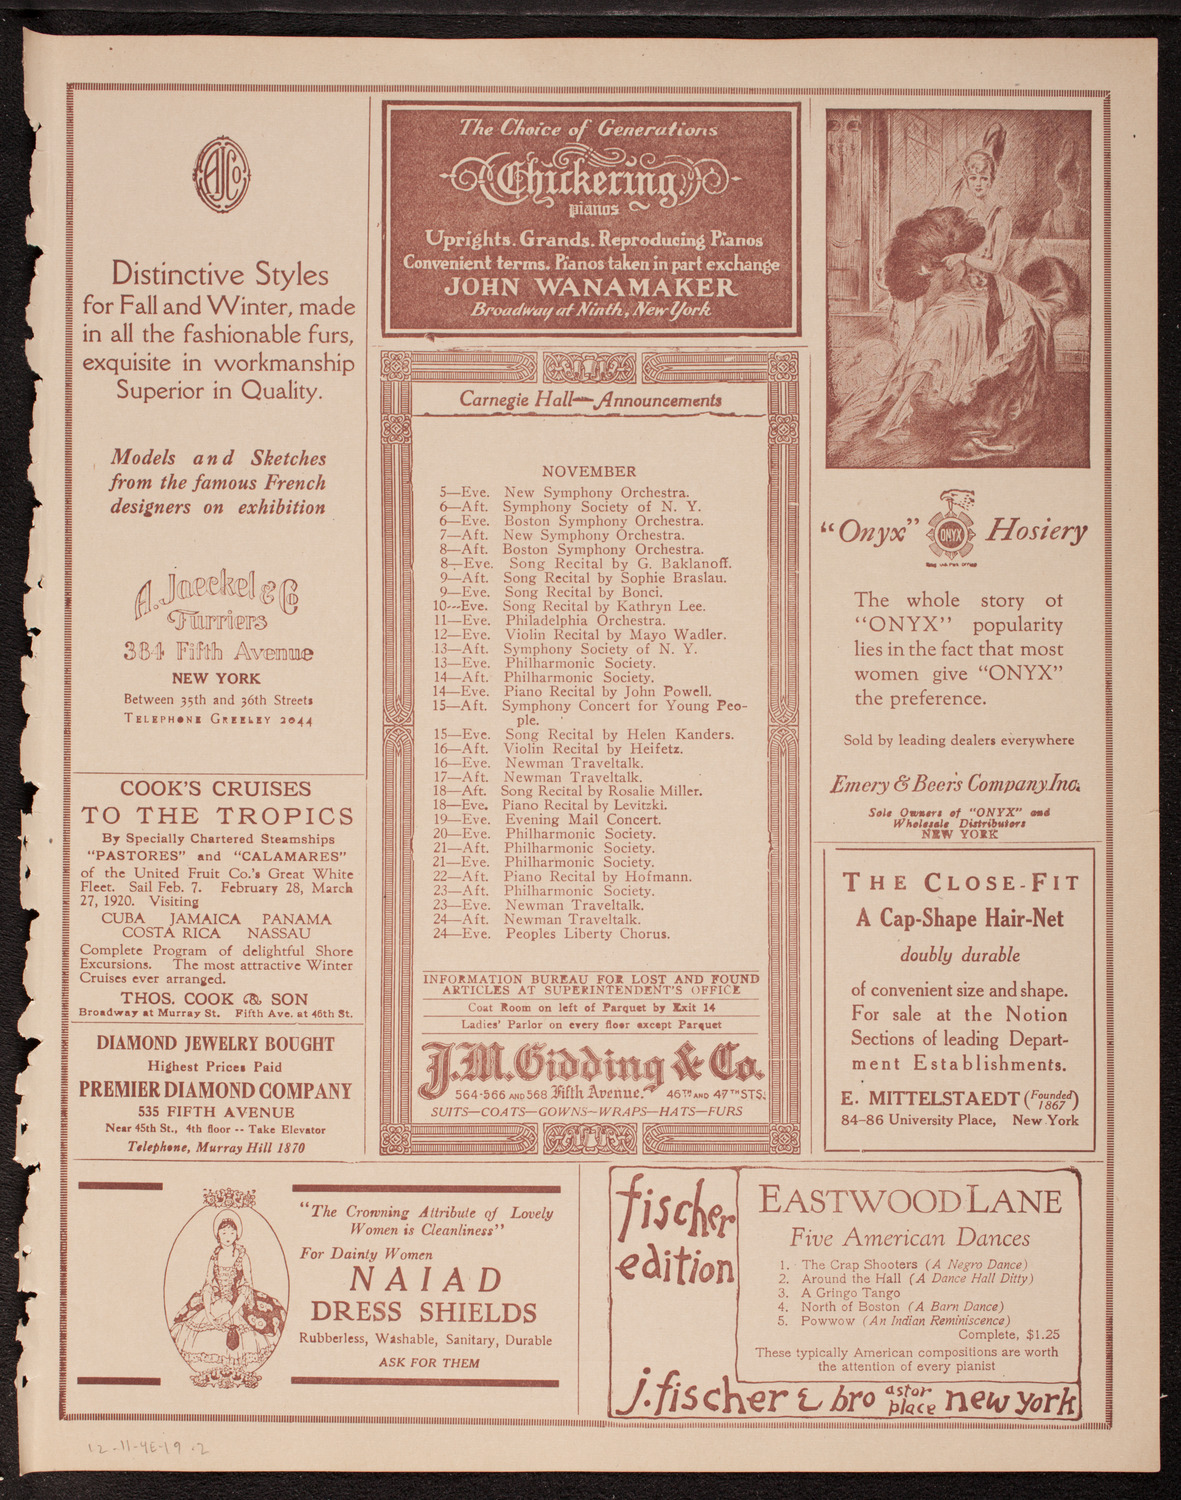 AJCo
Distinctive Styles
for Fall and Winter, made
in all the fashionable furs,
exquisite in workmanship
Superior in Quality.
Models and Sketches
from the famous French
designers on exhibition
A. Jaeckel & Co
Furriers
384 Fifth Avenue
NEW YORK
Between 35th and 36th Streets
TELEPHONE GREELEY 2044
COOK'S CRUISES
TO THE TROPICS
By Specially Chartered Steamships
"PASTORES" and "CALAMARES"
of the United Fruit Co.'s Great White
Fleet. Sail Feb. 7. February 28, March
27, 1920. Visiting
CUBA JAMAICA PANAMA
COSTA RICA NASSAU
Complete Program of delightful Shore
Excursions. The most attractive Winter
Cruises ever arranged.
THOS. COOK & SON
Broadway at Murray St. Fifth Ave. at 46th St.
DIAMOND JEWELRY BOUGHT
Highest Prices Paid
PREMIER DIAMOND COMPANY
535 FIFTH AVENUE
Near 45th St., 4th floor -- Take Elevator
Telephone, Murray Hill 1870
The Choice of Generations
Chickering
pianos
Uprights. Grands. Reproducing Pianos
Convenient terms. Pianos taken in part exchange
JOHN WANAMAKER
Broadway at Ninth, New York
Carnegie Hall—Announcements
NOVEMBER
5—Eve. New Symphony Orchestra.
6—Aft. Symphony Society of N. Y.
6—Eve. Boston Symphony Orchestra.
7—Aft. New Symphony Orchestra.
8—Aft. Boston Symphony Orchestra.
8—Eve. Song Recital by G. Baklanoff.
9—Aft. Song Recital by Sophie Braslau.
9—Eve. Song Recital by Bonci.
10---Eve. Song Recital by Kathryn Lee.
11—Eve. Philadelphia Orchestra.
12—Eve. Violin Recital by Mayo Wadler.
13—Aft. Symphony Society of N. Y.
13—Eve. Philharmonic Society.
14—Aft. Philharmonic Society.
14—Eve. Piano Recital by John Powell.
15—Aft. Symphony Concert for Young Peo-
ple.
15—Eve. Song Recital by Helen Kanders.
16—Aft. Violin Recital by Heifetz.
16—Eve. Newman Traveltalk.
17—Aft. Newman Traveltalk.
18—Aft. Song Recital by Rosalie Miller.
18—Eve. Piano Recital by Levitzki.
19—Eve. Evening Mail Concert.
20—Eve. Philharmonic Society.
21—Aft. Philharmonic Society.
21—Eve. Philharmonic Society.
22—Aft. Piano Recital by Hofmann.
23—Aft. Philharmonic Society.
23—Eve. Newman Traveltalk.
24—Aft. Newman Traveltalk.
24—Eve. Peoples Liberty Chorus.
INFORMATION BUREAU FOR LOST AND FOUND
ARTICLES AT SUPERINTENDENT'S OFFICE
Coat Room on left of Parquet by Exit 14
Ladies' Parlor on every floor except Parquet
J.M. Gidding & Co.
564-566 AND 568 Fifth Avenue. 46TH AND 47TH STS.
SUITS—COATS—GOWNS—WRAPS—HATS—FURS
"Onyx" ONYX Hosiery
The whole story of
"ONYX" popularity
lies in the fact that most
women give "ONYX"
the preference.
Sold by leading dealers everywhere
Emery & Beers Company, Inc.
Sole Owners of "ONYX" and
Wholesale Distributors
NEW YORK
THE CLOSE-FIT
A Cap-Shape Hair-Net
doubly durable
of convenient size and shape.
For sale at the Notion
Sections of leading Depart-
ment Establishments.
E. MITTELSTAEDT (Founded 1867)
84-86 University Place, New York
"The Crowning Attribute of Lovely
Women is Cleanliness"
For Dainty Women
NAIAD
DRESS SHIELDS
Rubberless, Washable, Sanitary, Durable
ASK FOR THEM
fischer
edition
EASTWOOD LANE
Five American Dances
1. The Crap Shooters (A Negro Dance)
2. Around the Hall (A Dance Hall Ditty)
3. A Gringo Tango
4. North of Boston (A Barn Dance)
5. Powwow (An Indian Reminiscence)
Complete, $1.25
These typically American compositions are worth
the attention of every pianist
j. fischer & bro astor place new york
12-11-4E-19 .2